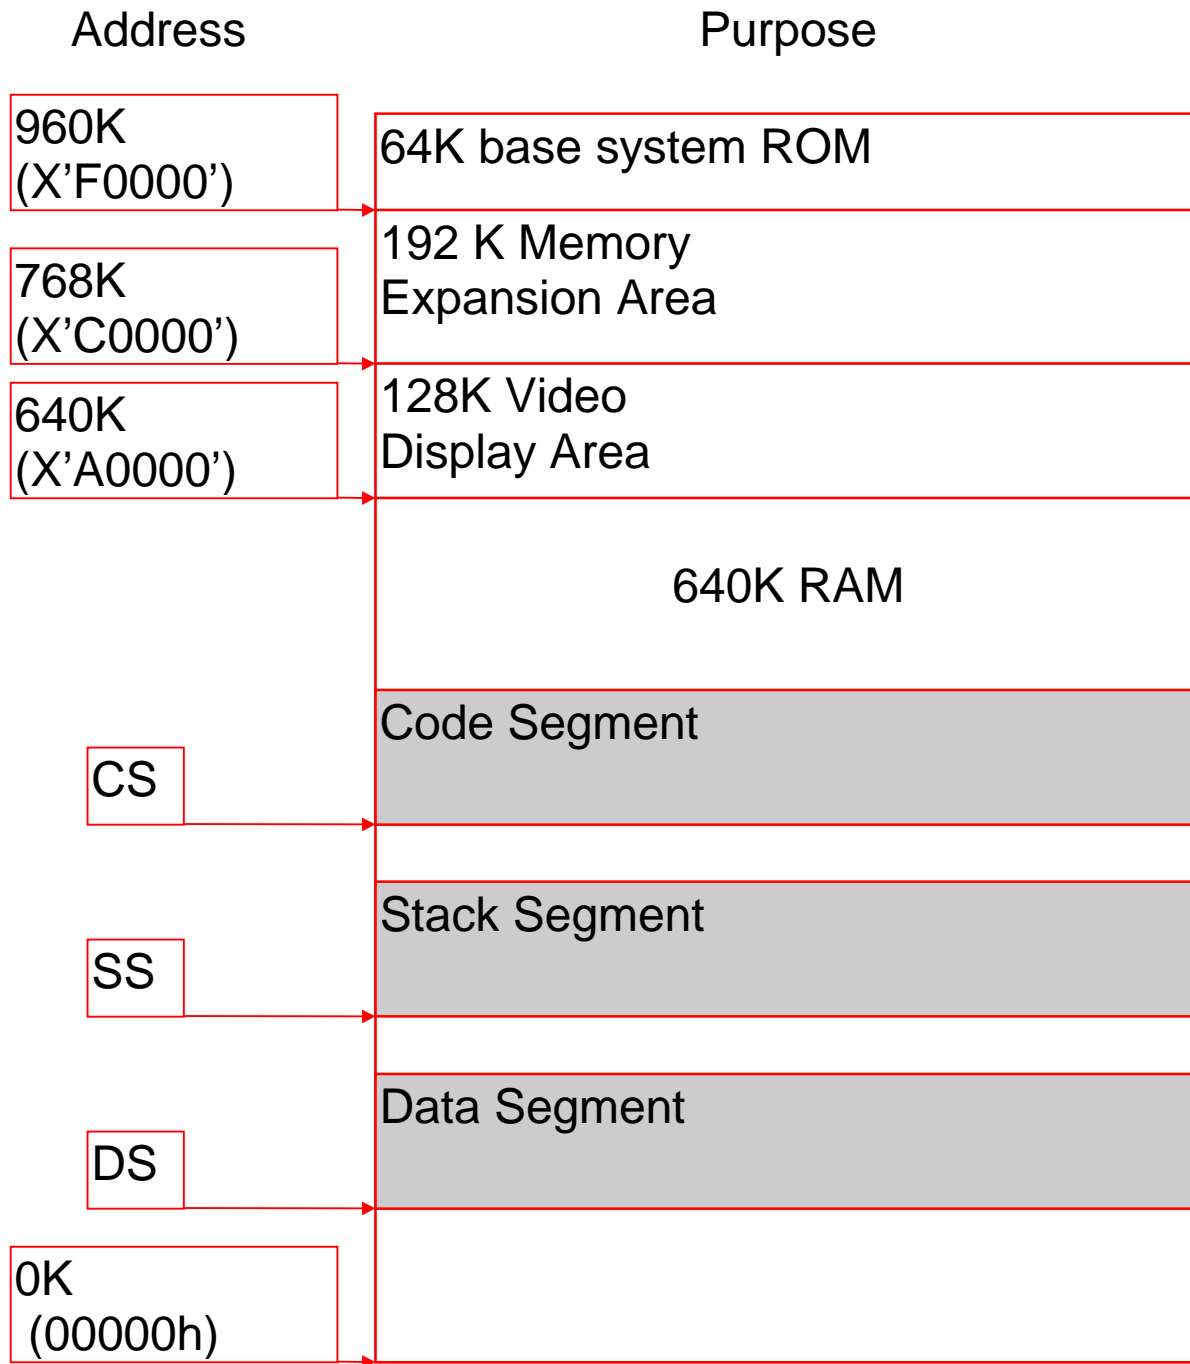 Address Purpose
960K
(X’F0000’)
64K base system ROM
768K
(X’C0000’)
192 K Memory
Expansion Area
640K
(X’A0000’)
128K Video
Display Area
640K RAM
Code Segment
CS
Stack Segment
SS
Data Segment
DS
0K
(00000h)